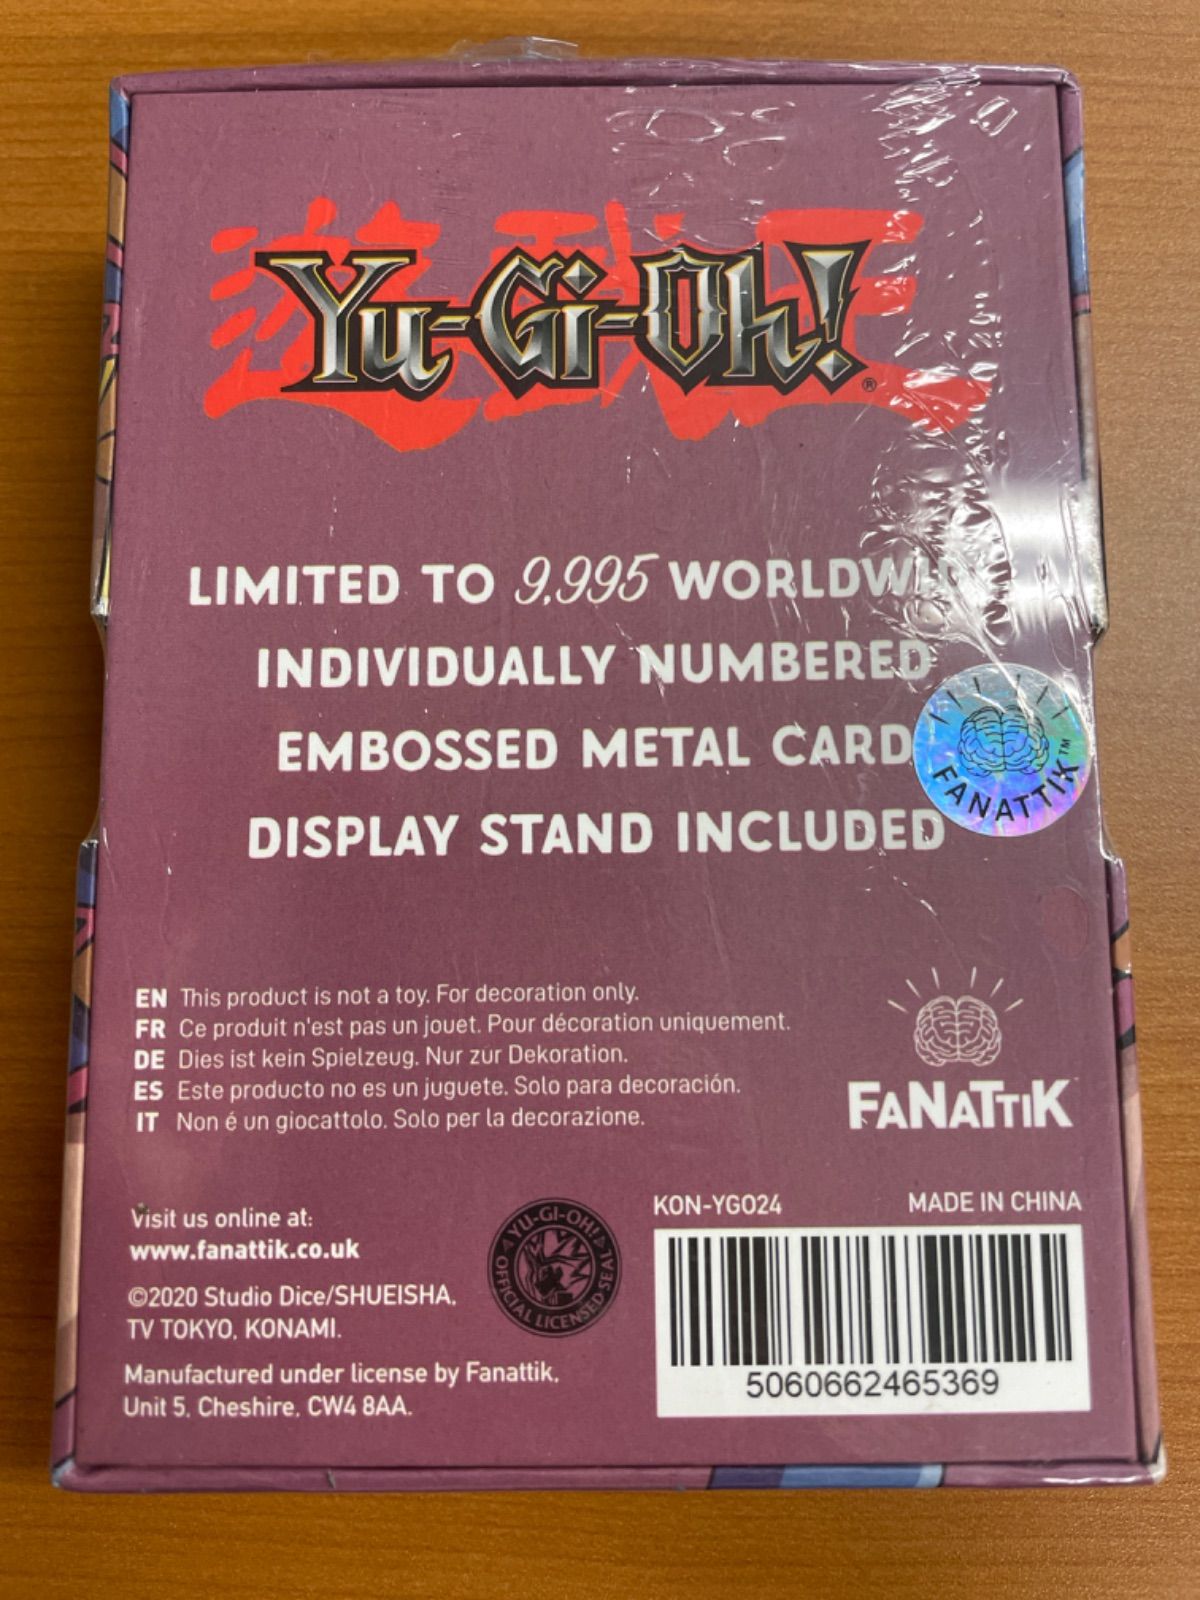 遊戯王
Yu-Gi-Oh!®
LIMITED TO 9,995
INDIVIDUALLY NUMBERED
EMBOSSED METAL CARD
DISPLAY STAND INCLUDED
FANATTIK™
EN This product is not a toy. For decoration only.
FR Ce produit n'est pas un jouet. Pour décoration uniquement.
DE Dies ist kein Spielzeug. Nur zur Dekoration.
ES Este producto no es un juguete. Solo para decoración.
IT Non é un giocattolo. Solo per la decorazione.
FANATTIK
Visit us online at:
www.fanattik.co.uk
©2020 Studio Dice/SHUEISHA,
TV TOKYO, KONAMI.
Manufactured under license by Fanattik,
Unit 5, Cheshire, CW4 8AA.
YU-GI-OH!
OFFICIAL LICENSED SEAL
KON-YGO24 MADE IN CHINA
5060662465369